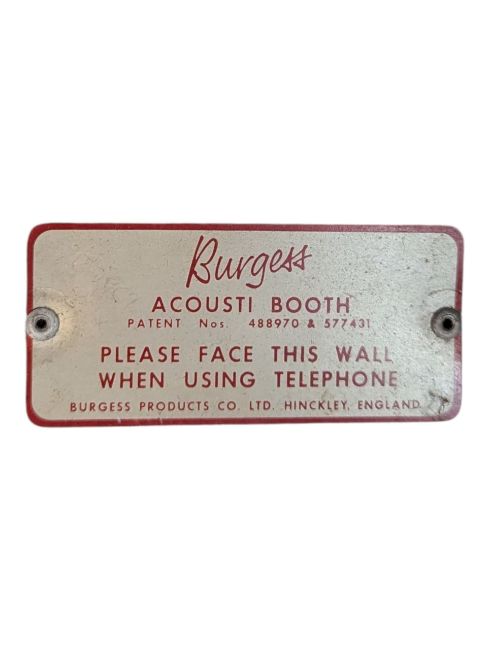 Burgess
ACOUSTI BOOTH
PATENT Nos. 488970 & 577431
PLEASE FACE THIS WALL
WHEN USING TELEPHONE
BURGESS PRODUCTS CO. LTD. HINCKLEY, ENGLAND